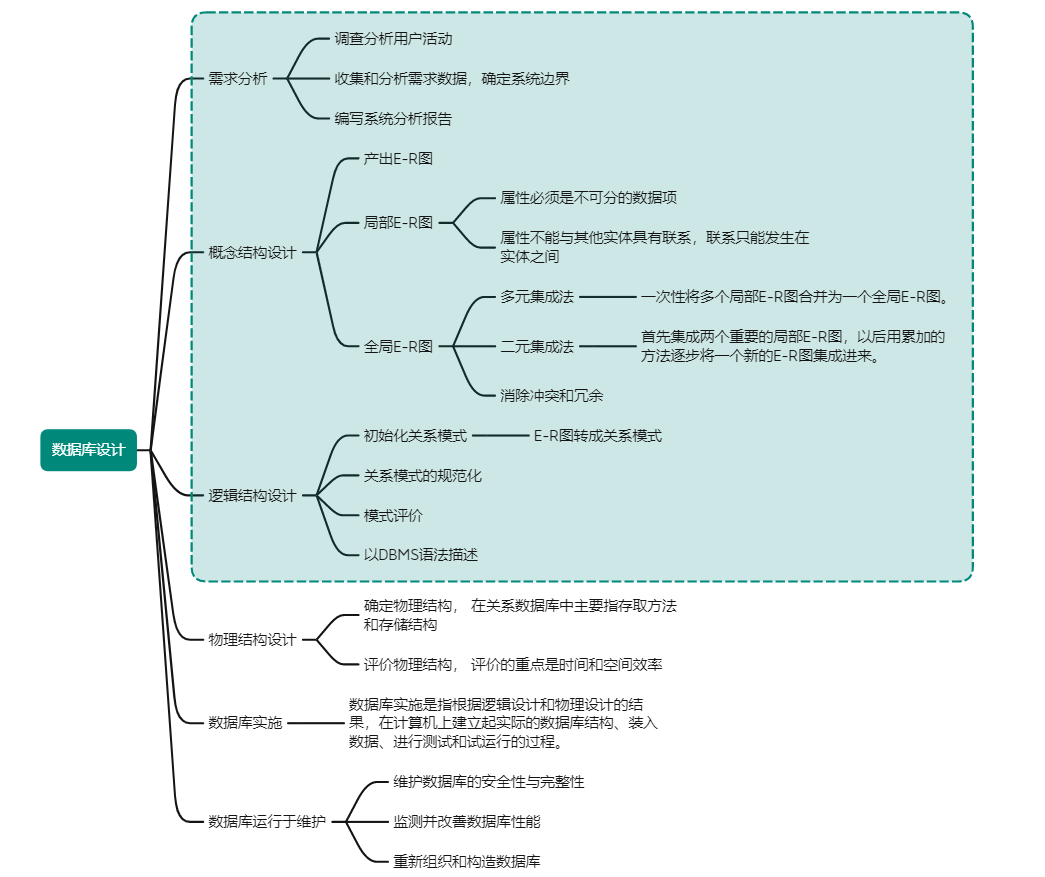 调查分析用户活动
需求分析
收集和分析需求数据，确定系统边界
编写系统分析报告
产出E-R图
属性必须是不可分的数据项
局部E-R图
属性不能与其他实体具有联系，联系只能发生在
实体之间
概念结构设计
多元集成法
一次性将多个局部E-R图合并为一个全局E-R图。
全局E-R图
二元集成法
首先集成两个重要的局部E-R图，以后用累加的
方法逐步将一个新的E-R图集成进来。
消除冲突和冗余
数据库设计
初始化关系模式
E-R图转成关系模式
关系模式的规范化
逻辑结构设计
模式评价
以DBMS语法描述
确定物理结构， 在关系数据库中主要指存取方法
和存储结构
物理结构设计
评价物理结构， 评价的重点是时间和空间效率
数据库实施
数据库实施是指根据逻辑设计和物理设计的结
果，在计算机上建立起实际的数据库结构、装入
数据、进行测试和试运行的过程。
维护数据库的安全性与完整性
数据库运行于维护
监测并改善数据库性能
重新组织和构造数据库